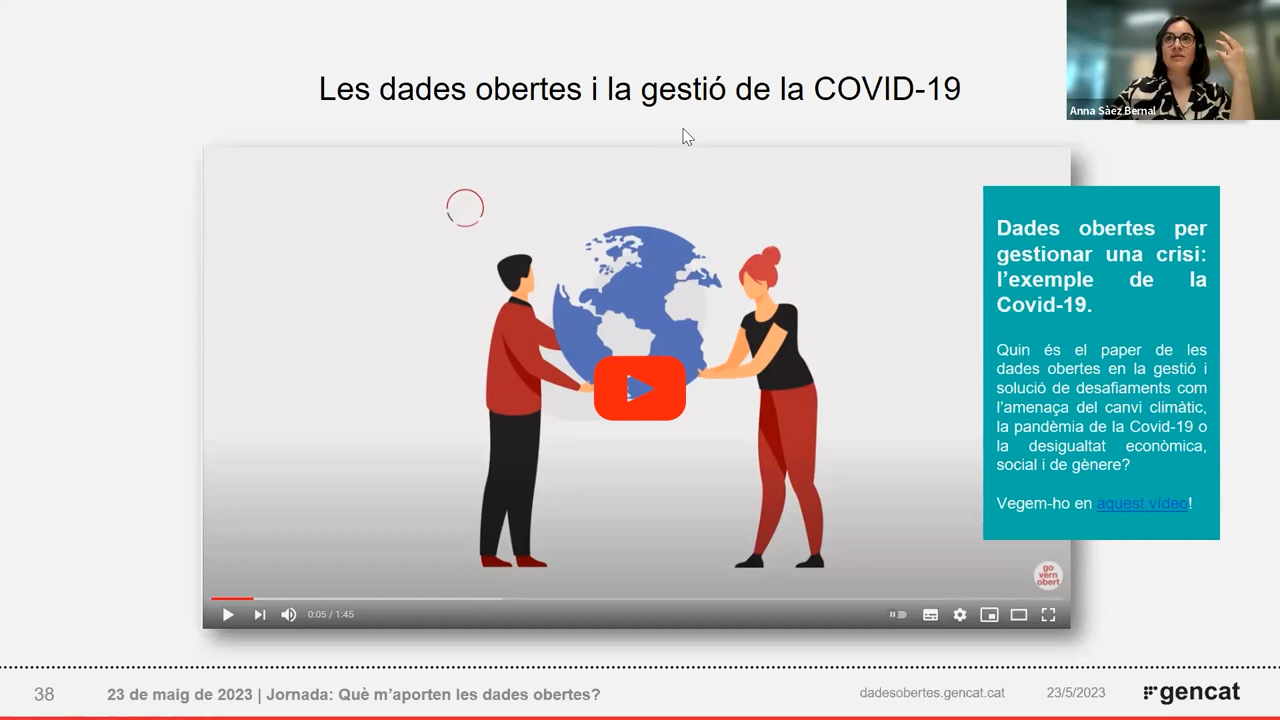 Les dades obertes i la gestió de la COVID-19
Anna Sàez Bernal
Dades obertes per
gestionar una crisi:
l'exemple de la
Covid-19.
Quin és el paper de les
dades obertes en la gestió i
solució de desafiaments com
l'amenaça del canvi climàtic,
la pandèmia de la Covid-19 o
la desigualtat econòmica,
social i de gènere?
Vegem-ho en aquest vídeo!
go
vern
obert
0:05 / 1:45
38
23 de maig de 2023 | Jornada: Què m'aporten les dades obertes?
dadesobertes.gencat.cat
23/5/2023
gencat